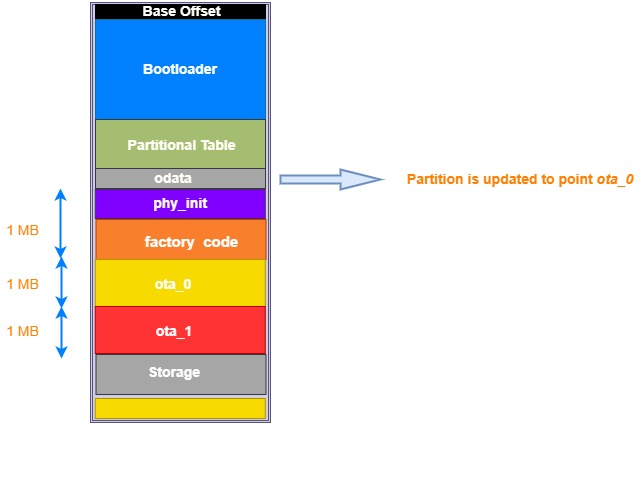 Base Offset
Bootloader
Partitional Table
odata
Partition is updated to point ota_0
phy_init
1 MB
factory code
1 MB
ota_0
1 MB
ota_1
Storage